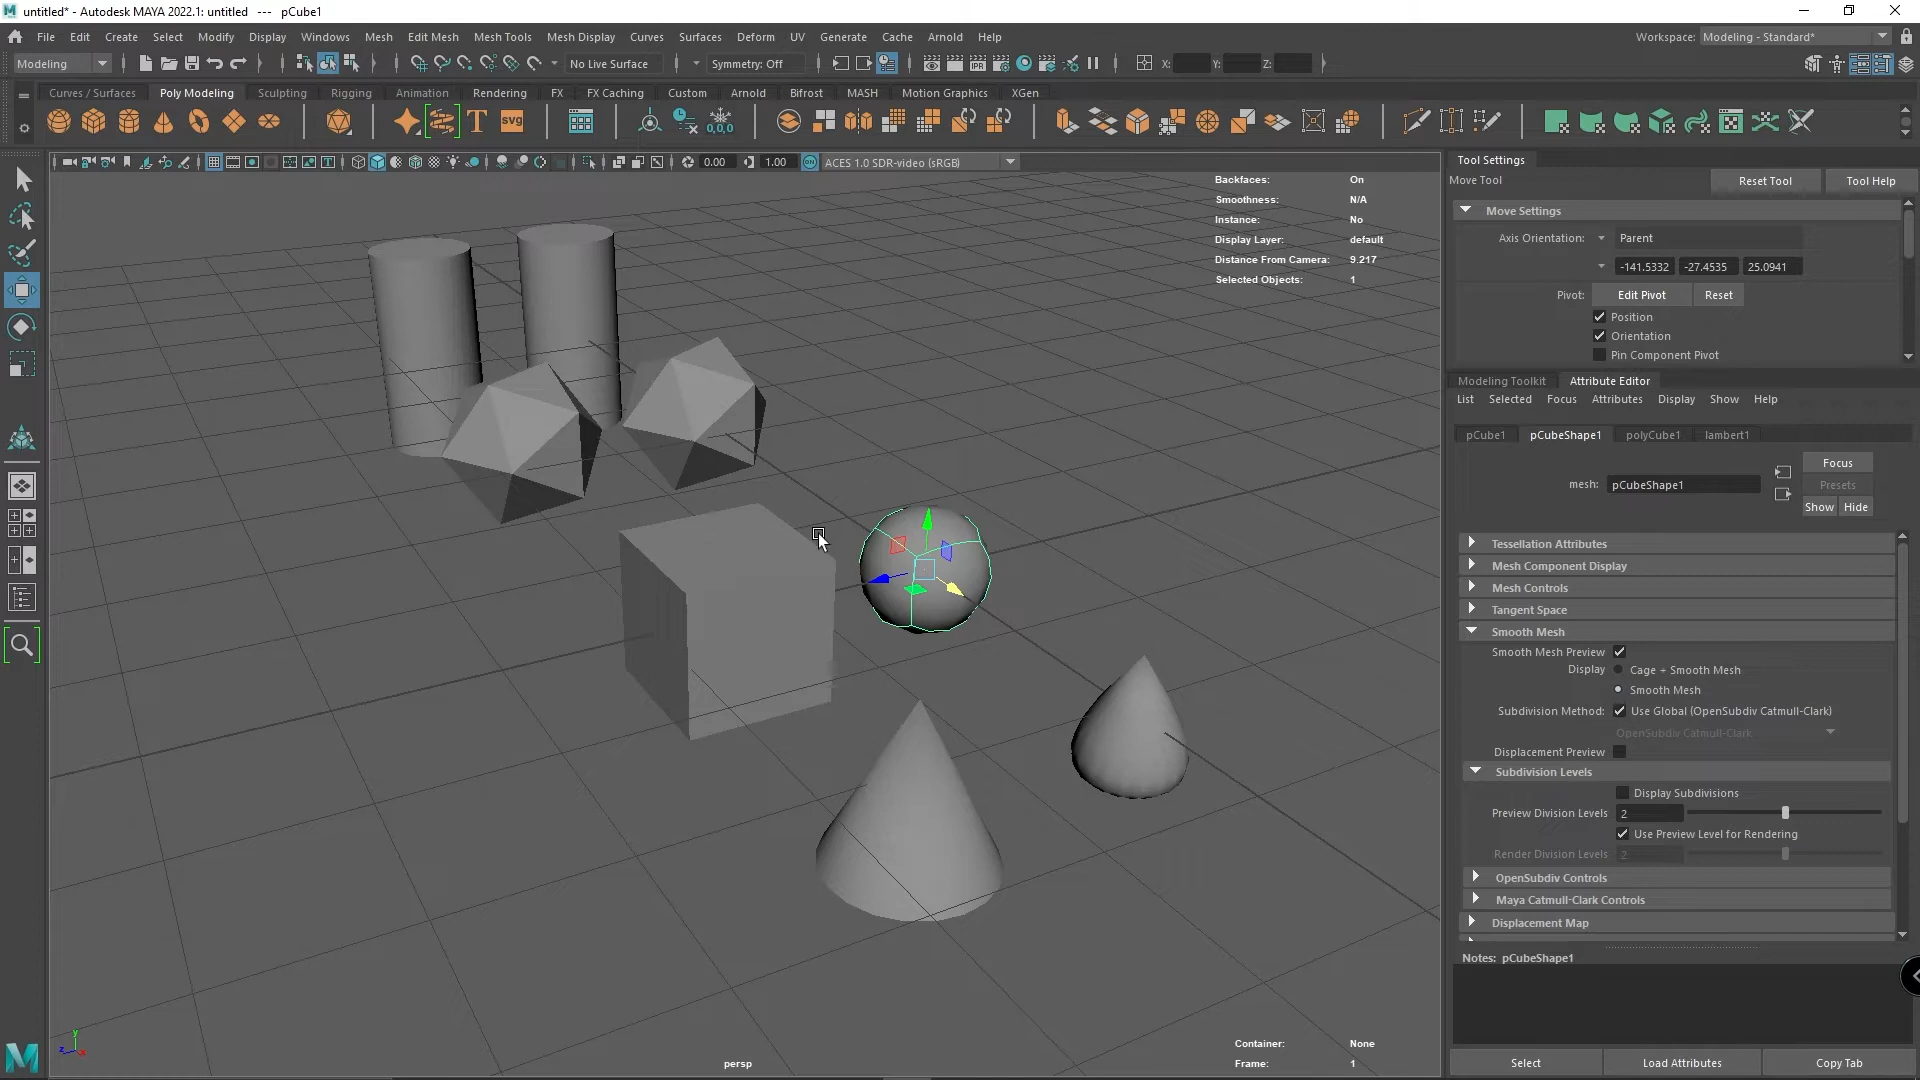 untitled* - Autodesk MAYA 2022.1: untitled --- pCube1
File Edit Create Select Modify Display Windows Mesh Edit Mesh Mesh Tools Mesh Display Curves Surfaces Deform UV Generate Cache Arnold Help
Workspace: Modeling - Standard*
Modeling No Live Surface Symmetry: Off X: Y: Z:
Curves / Surfaces Poly Modeling Sculpting Rigging Animation Rendering FX FX Caching Custom Arnold Bifrost MASH Motion Graphics XGen
T SVG 0,0,0
0.00 1.00 ACES 1.0 SDR-video (sRGB)
Backfaces: On
Smoothness: N/A
Instance: No
Display Layer: default
Distance From Camera: 9.217
Selected Objects: 1
Tool Settings
Move Tool Reset Tool Tool Help
Move Settings
Axis Orientation: Parent
-141.5332 -27.4535 25.0941
Pivot: Edit Pivot Reset
Position
Orientation
Pin Component Pivot
Modeling Toolkit Attribute Editor
List Selected Focus Attributes Display Show Help
pCube1 pCubeShape1 polyCube1 lambert1
Focus
mesh: pCubeShape1 Presets
Show Hide
Tessellation Attributes
Mesh Component Display
Mesh Controls
Tangent Space
Smooth Mesh
Smooth Mesh Preview
Display Cage + Smooth Mesh
Smooth Mesh
Subdivision Method: Use Global (OpenSubdiv Catmull-Clark)
OpenSubdiv Catmull-Clark
Displacement Preview
Subdivision Levels
Display Subdivisions
Preview Division Levels 2
Use Preview Level for Rendering
Render Division Levels 2
OpenSubdiv Controls
Maya Catmull-Clark Controls
Displacement Map
Notes: pCubeShape1
Select Load Attributes Copy Tab
Container: None
Frame: 1
persp
y
z x
M